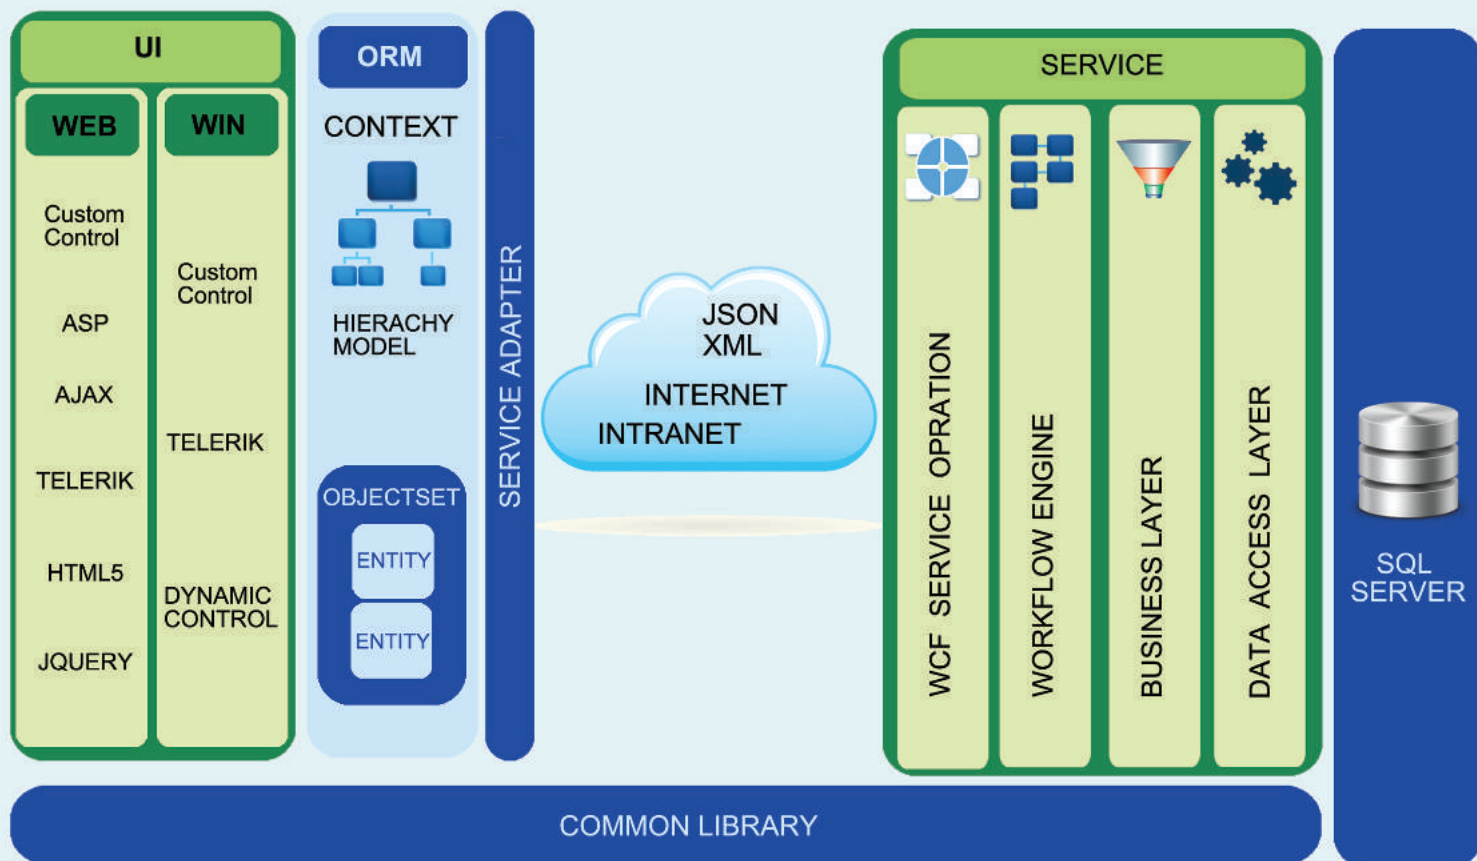 UI
WEB
Custom
Control
ASP
AJAX
TELERIK
HTML5
JQUERY
WIN
Custom
Control
TELERIK
DYNAMIC
CONTROL
ORM
CONTEXT
HIERACHY
MODEL
OBJECTSET
ENTITY
ENTITY
SERVICE ADAPTER
JSON
XML
INTERNET
INTRANET
SERVICE
WCF SERVICE OPRATION
WORKFLOW ENGINE
BUSINESS LAYER
DATA ACCESS LAYER
SQL
SERVER
COMMON LIBRARY